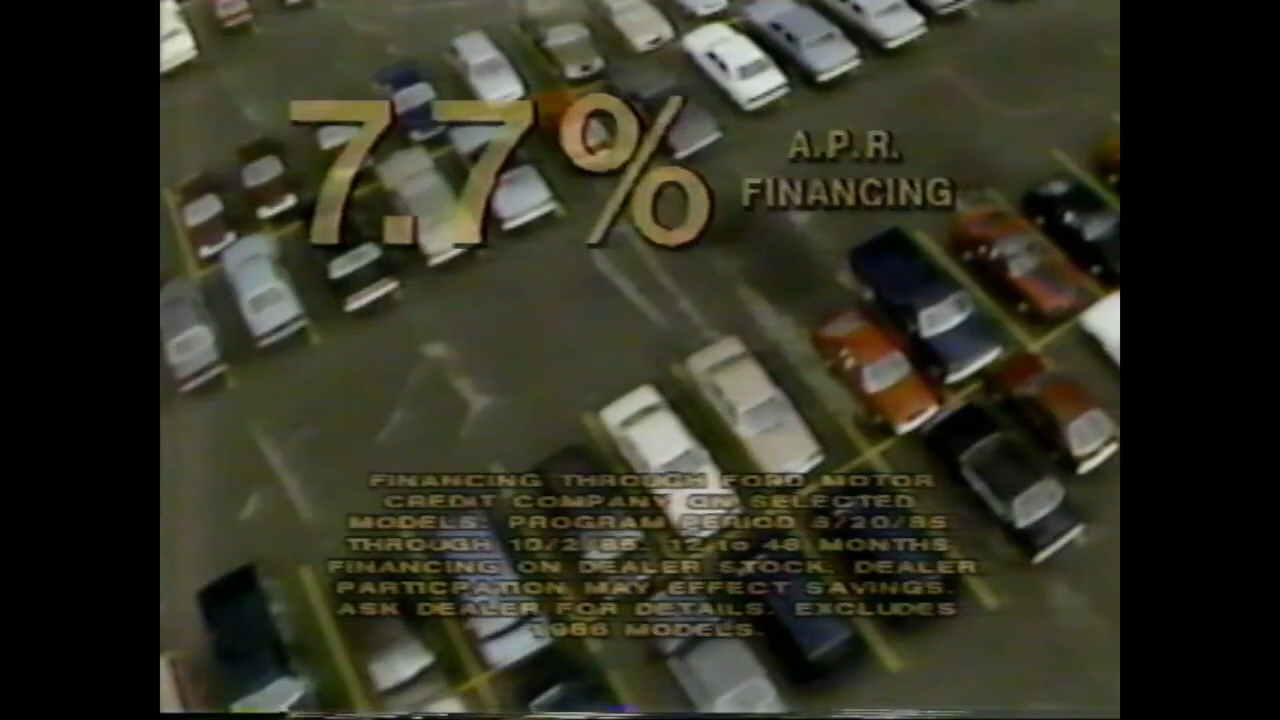 7.7% A.P.R.
FINANCING
FINANCING THROUGH FORD MOTOR
CREDIT COMPANY ON SELECTED
MODELS. PROGRAM PERIOD 8/20/85
THROUGH 10/2/85. 12 to 48 MONTHS
FINANCING ON DEALER STOCK. DEALER
PARTICPATION MAY EFFECT SAVINGS.
ASK DEALER FOR DETAILS. EXCLUDES
1986 MODELS.